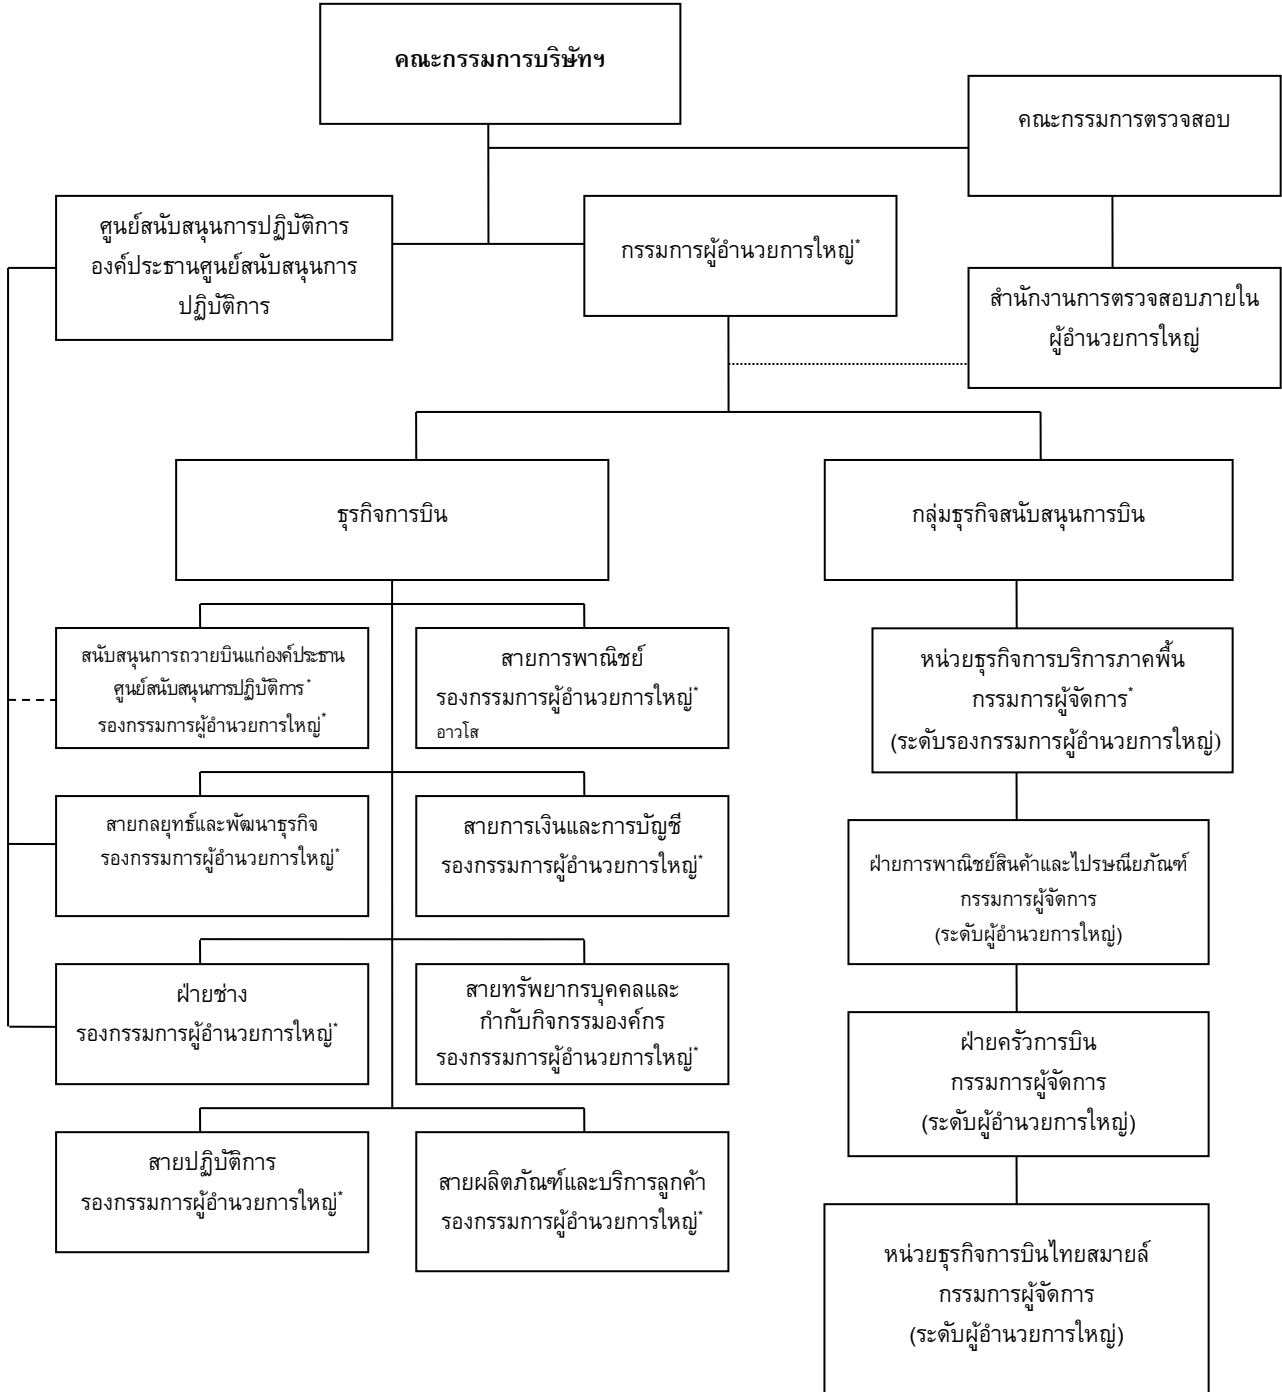 คณะกรรมการบริษัทฯ
คณะกรรมการตรวจสอบ
ศูนย์สนับสนุนการปฏิบัติการ
องค์ประธานศูนย์สนับสนุนการ
ปฏิบัติการ
กรรมการผู้อำนวยการใหญ่*
สำนักงานการตรวจสอบภายใน
ผู้อำนวยการใหญ่
ธุรกิจการบิน
กลุ่มธุรกิจสนับสนุนการบิน
สนับสนุนการถวายบินแก่องค์ประธาน
ศูนย์สนับสนุนการปฏิบัติการ*
รองกรรมการผู้อำนวยการใหญ่*
สายการพาณิชย์
รองกรรมการผู้อำนวยการใหญ่*
อาวุโส
หน่วยธุรกิจการบริการภาคพื้น
กรรมการผู้จัดการ*
(ระดับรองกรรมการผู้อำนวยการใหญ่)
สายกลยุทธ์และพัฒนาธุรกิจ
รองกรรมการผู้อำนวยการใหญ่*
สายการเงินและการบัญชี
รองกรรมการผู้อำนวยการใหญ่*
ฝ่ายการพาณิชย์สินค้าและไปรษณียภัณฑ์
กรรมการผู้จัดการ
(ระดับผู้อำนวยการใหญ่)
ฝ่ายช่าง
รองกรรมการผู้อำนวยการใหญ่*
สายทรัพยากรบุคคลและ
กำกับกิจกรรมองค์กร
รองกรรมการผู้อำนวยการใหญ่*
ฝ่ายครัวการบิน
กรรมการผู้จัดการ
(ระดับผู้อำนวยการใหญ่)
สายปฏิบัติการ
รองกรรมการผู้อำนวยการใหญ่*
สายผลิตภัณฑ์และบริการลูกค้า
รองกรรมการผู้อำนวยการใหญ่*
หน่วยธุรกิจการบินไทยสมายล์
กรรมการผู้จัดการ
(ระดับผู้อำนวยการใหญ่)